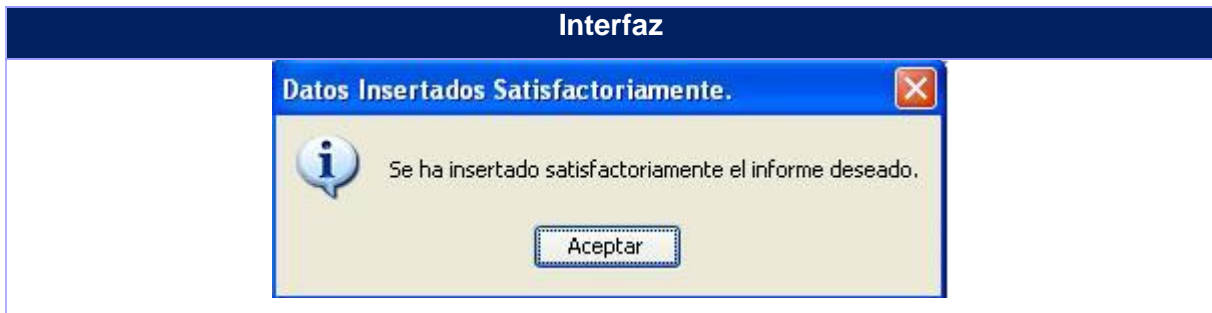 Interfaz
Datos Insertados Satisfactoriamente.
Se ha insertado satisfactoriamente el informe deseado.
Aceptar